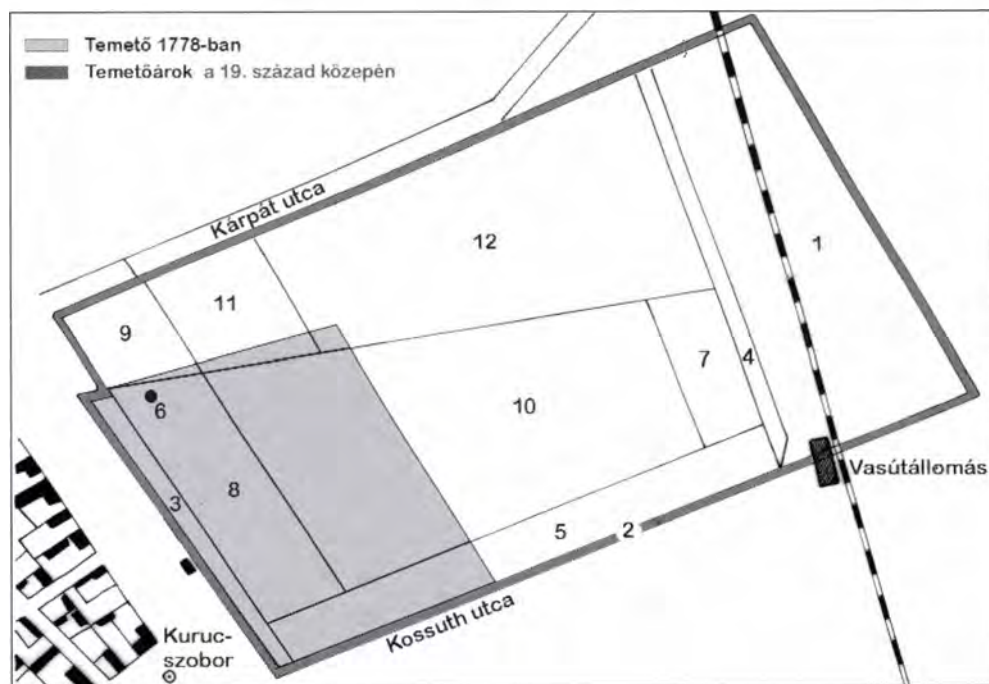 Temető 1778-ban
Temetőárok a 19. század közepén
Kárpát utca
12
1
11
9
7
4
6
10
8
3
5
2
Vasútállomás
Kossuth utca
Kuruc-
szobor